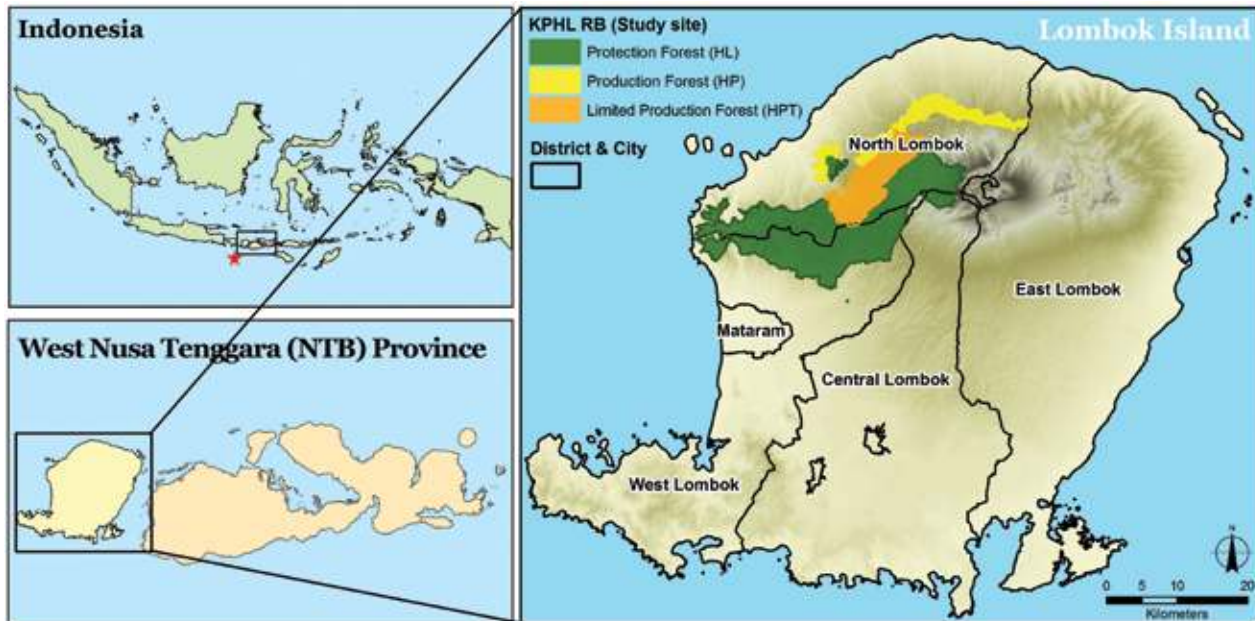 Indonesia
West Nusa Tenggara (NTB) Province
KPHL RB (Study site)
Protection Forest (HL)
Production Forest (HP)
Limited Production Forest (HPT)
District & City
Lombok Island
North Lombok
East Lombok
Mataram
Central Lombok
West Lombok
N
0 5 10 20
Kilometers